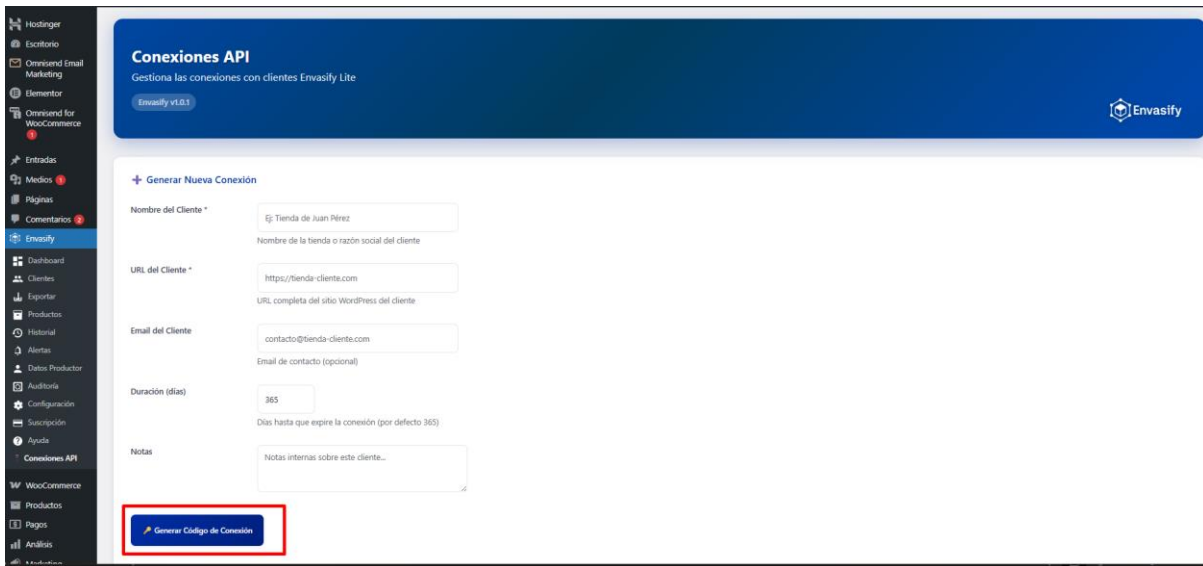 Hostinger
Escritorio
Omnisend Email
Marketing
Elementor
Omnisend for
WooCommerce
1
Entradas
Medios 1
Páginas
Comentarios 2
Envasify
Dashboard
Clientes
Exportar
Productos
Historial
Alertas
Datos Productor
Auditoría
Configuración
Suscripción
Ayuda
Conexiones API
WooCommerce
Productos
Pagos
Análisis
Marketing
Conexiones API
Gestiona las conexiones con clientes Envasify Lite
Envasify v1.0.1
Envasify
Generar Nueva Conexión
Nombre del Cliente *
Ej: Tienda de Juan Pérez
Nombre de la tienda o razón social del cliente
URL del Cliente *
https://tienda-cliente.com
URL completa del sitio WordPress del cliente
Email del Cliente
contacto@tienda-cliente.com
Email de contacto (opcional)
Duración (días)
365
Días hasta que expire la conexión (por defecto 365)
Notas
Notas internas sobre este cliente...
Generar Código de Conexión